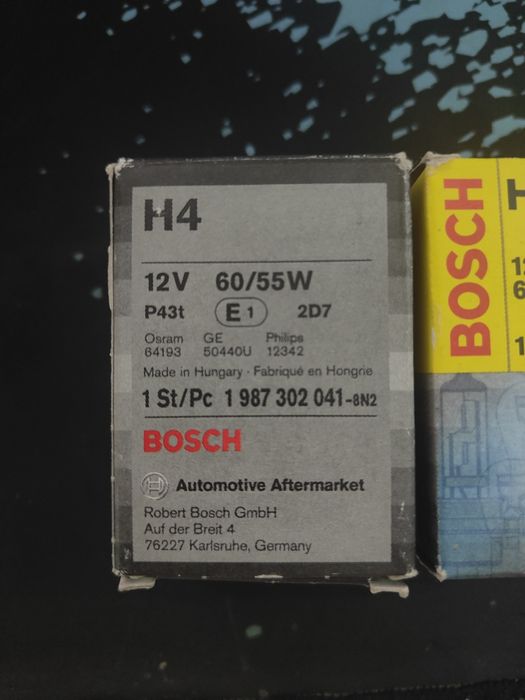 H4
12V 60/55W
P43t E1 2D7
Osram GE Philips
64193 50440U 12342
Made in Hungary · Fabriqué en Hongrie
1 St/Pc 1 987 302 041-8N2
BOSCH
Automotive Aftermarket
Robert Bosch GmbH
Auf der Breit 4
76227 Karlsruhe, Germany
BOSCH